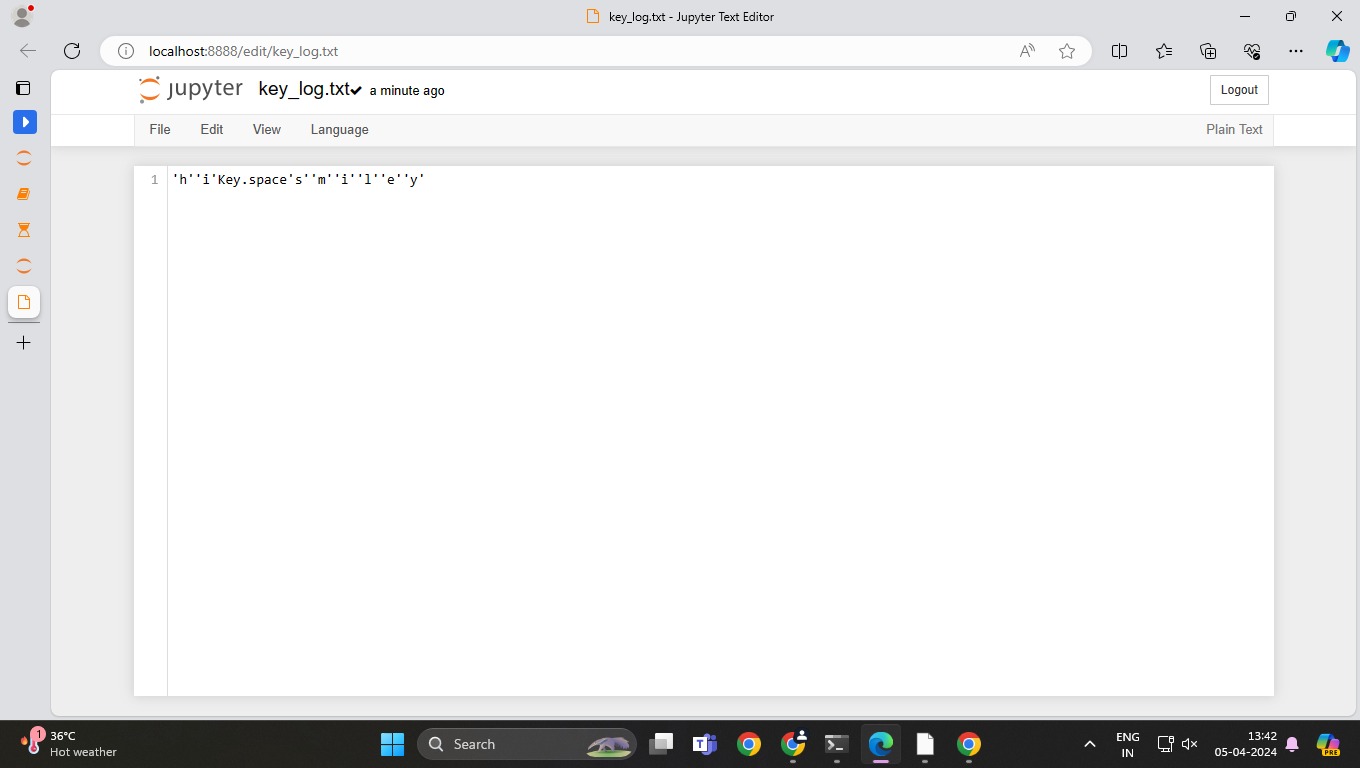 key_log.txt - Jupyter Text Editor
localhost:8888/edit/key_log.txt
A
jupyter key_log.txt a minute ago
Logout
File Edit View Language
Plain Text
1 'h''i'Key.space's''m''i''l''e''y'
1
36°C
Hot weather
Search
PRE
ENG
IN
13:42
05-04-2024